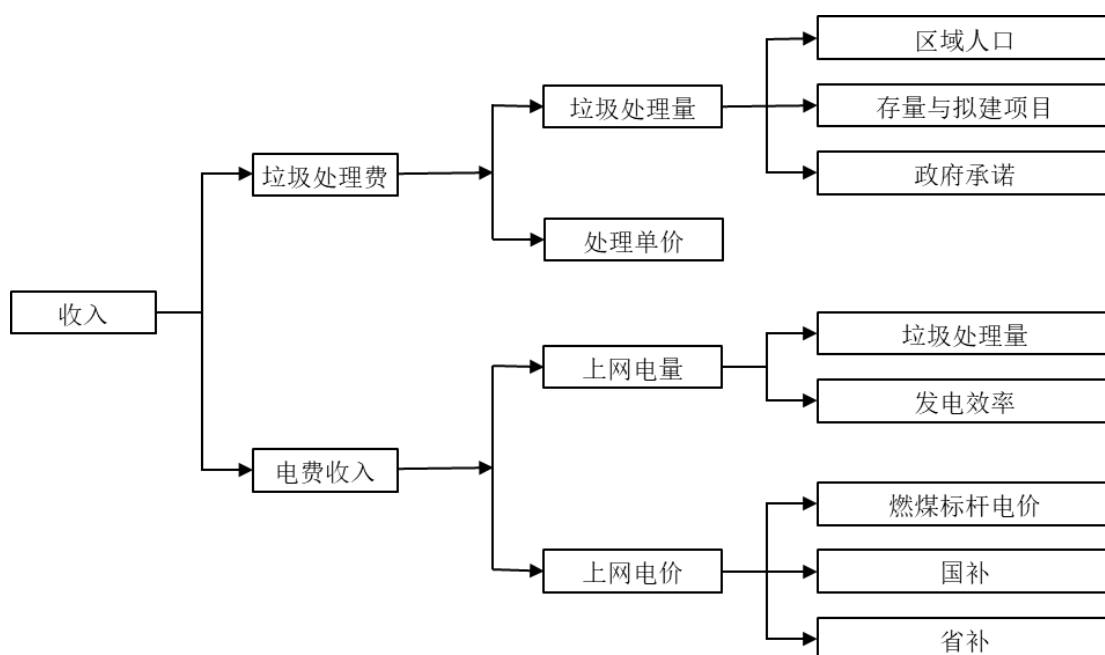 区域人口
垃圾处理量
存量与拟建项目
垃圾处理费
政府承诺
处理单价
收入
垃圾处理量
上网电量
发电效率
电费收入
燃煤标杆电价
上网电价
国补
省补